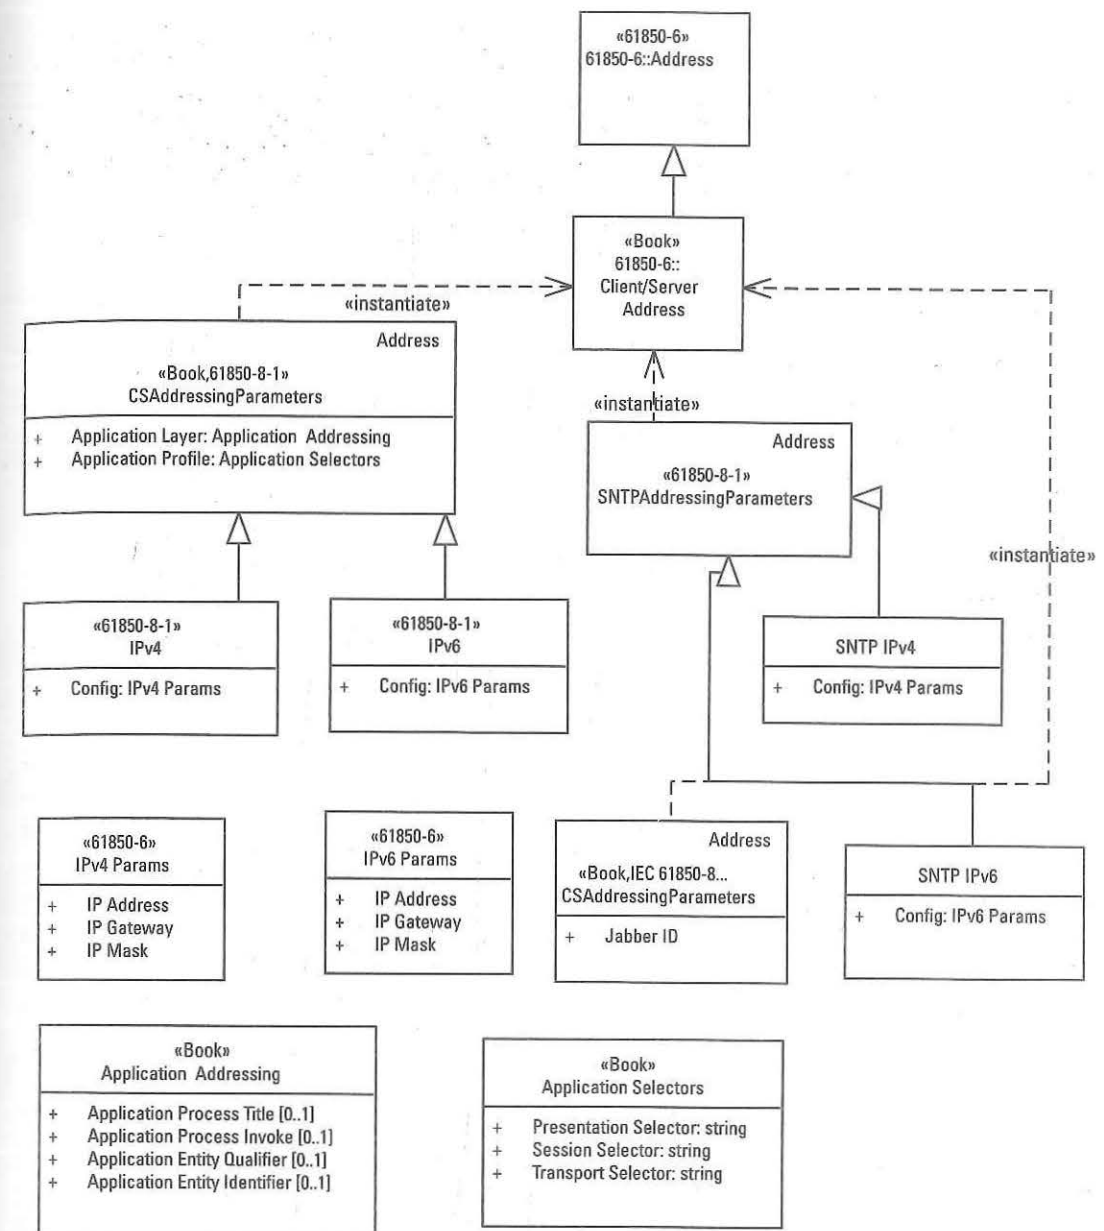 «61850-6»
61850-6::Address
«Book»
61850-6::
Client/Server
Address
«instantiate»
Address
«Book,61850-8-1»
CSAddressingParameters
+ Application Layer: Application Addressing
+ Application Profile: Application Selectors
«instantiate»
Address
«61850-8-1»
SNTPAddressingParameters
«instantiate»
«61850-8-1»
IPv4
+ Config: IPv4 Params
«61850-8-1»
IPv6
+ Config: IPv6 Params
SNTP IPv4
+ Config: IPv4 Params
«61850-6»
IPv4 Params
+ IP Address
+ IP Gateway
+ IP Mask
«61850-6»
IPv6 Params
+ IP Address
+ IP Gateway
+ IP Mask
Address
«Book,IEC 61850-8...
CSAddressingParameters
+ Jabber ID
SNTP IPv6
+ Config: IPv6 Params
«Book»
Application Addressing
+ Application Process Title [0..1]
+ Application Process Invoke [0..1]
+ Application Entity Qualifier [0..1]
+ Application Entity Identifier [0..1]
«Book»
Application Selectors
+ Presentation Selector: string
+ Session Selector: string
+ Transport Selector: string